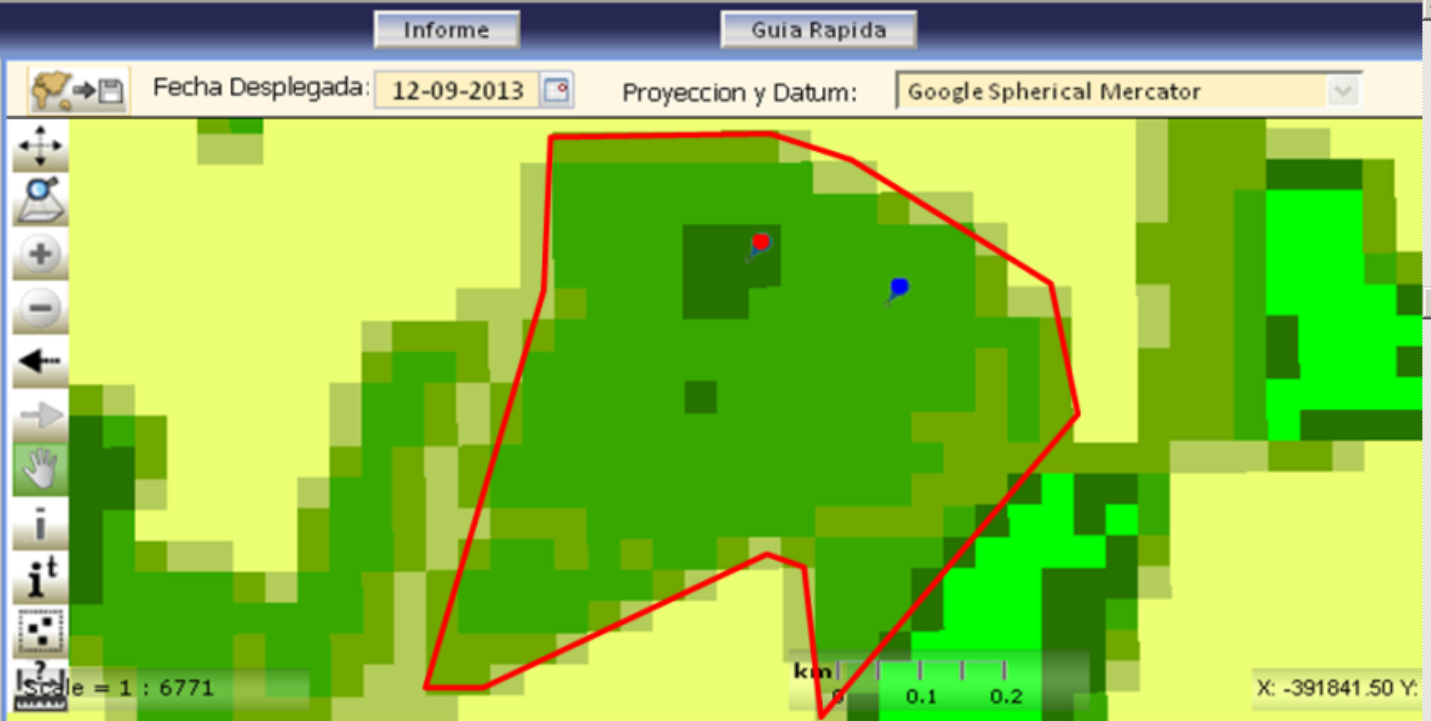 Informe
Guia Rapida
Fecha Desplegada: 12-09-2013
Proyeccion y Datum: Google Spherical Mercator
i
it
?
Scale = 1 : 6771
km
0 0.1 0.2
X: -391841.50 Y: